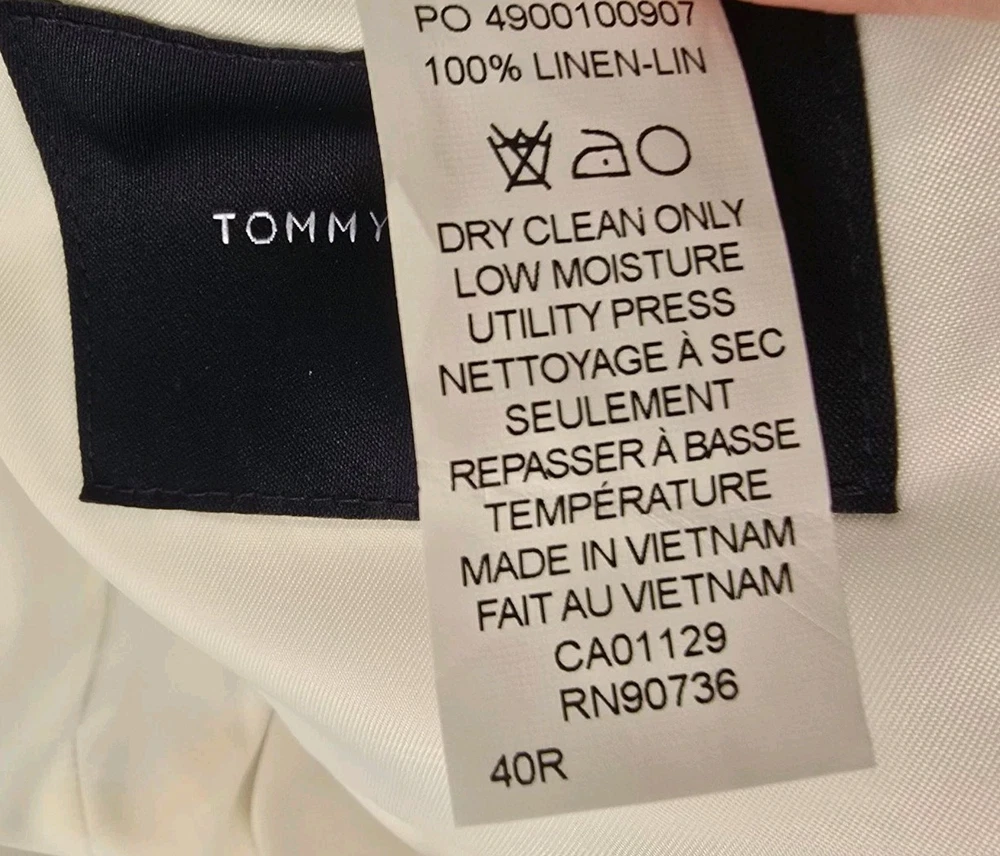 PO 4900100907
100% LINEN-LIN
TOMMY
DRY CLEAN ONLY
LOW MOISTURE
UTILITY PRESS
NETTOYAGE À SEC
SEULEMENT
REPASSER À BASSE
TEMPÉRATURE
MADE IN VIETNAM
FAIT AU VIETNAM
CA01129
RN90736
40R